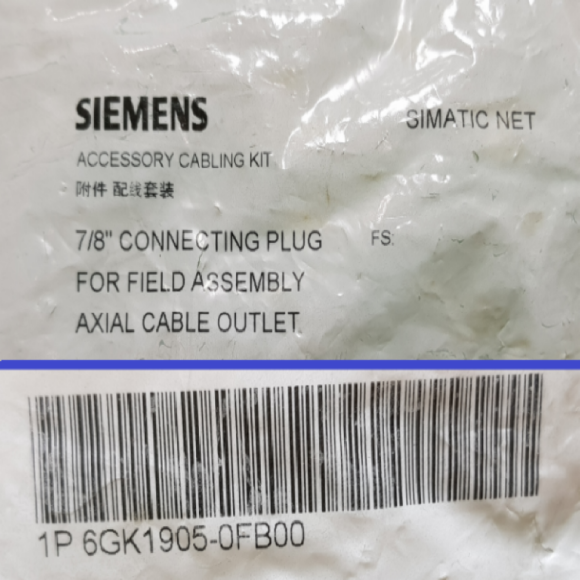 SIEMENS
SIMATIC NET
ACCESSORY CABLING KIT
附件 配线套装
7/8" CONNECTING PLUG
FS:
FOR FIELD ASSEMBLY
AXIAL CABLE OUTLET
1P 6GK1905-0FB00